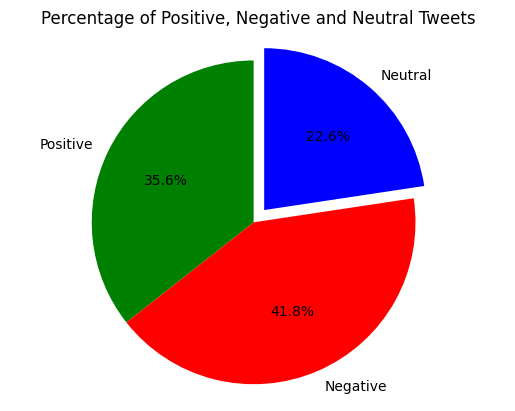 Percentage of Positive, Negative and Neutral Tweets
Neutral
22.6%
Positive
35.6%
41.8%
Negative